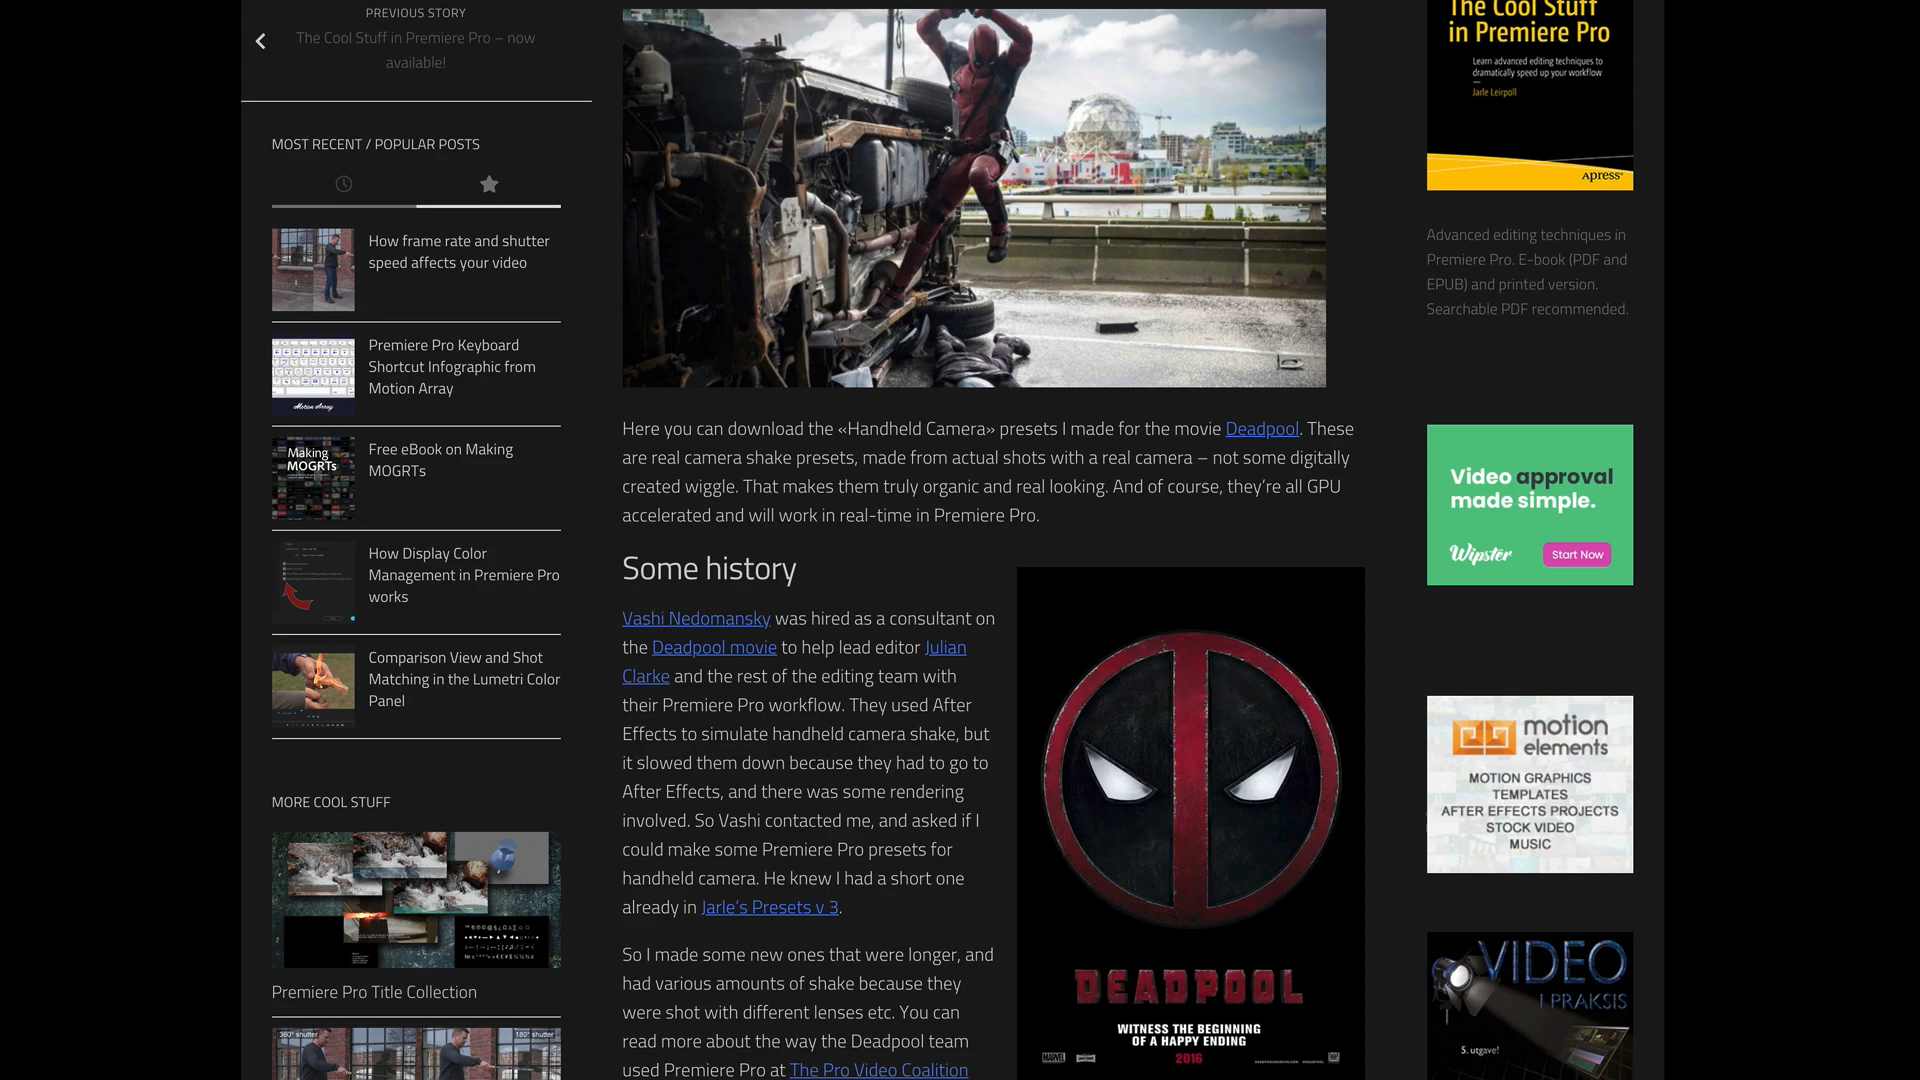 PREVIOUS STORY
The Cool Stuff in Premiere Pro – now
available!
MOST RECENT / POPULAR POSTS
How frame rate and shutter
speed affects your video
Premiere Pro Keyboard
Shortcut Infographic from
Motion Array
Motion Array
Making
MOGRTs
Free eBook on Making
MOGRTs
How Display Color
Management in Premiere Pro
works
Comparison View and Shot
Matching in the Lumetri Color
Panel
MORE COOL STUFF
Premiere Pro Title Collection
360° shutter
180° shutter
Here you can download the «Handheld Camera» presets I made for the movie Deadpool. These
are real camera shake presets, made from actual shots with a real camera – not some digitally
created wiggle. That makes them truly organic and real looking. And of course, they’re all GPU
accelerated and will work in real-time in Premiere Pro.
Some history
Vashi Nedomansky was hired as a consultant on
the Deadpool movie to help lead editor Julian
Clarke and the rest of the editing team with
their Premiere Pro workflow. They used After
Effects to simulate handheld camera shake, but
it slowed them down because they had to go to
After Effects, and there was some rendering
involved. So Vashi contacted me, and asked if I
could make some Premiere Pro presets for
handheld camera. He knew I had a short one
already in Jarle’s Presets v 3.
So I made some new ones that were longer, and
had various amounts of shake because they
were shot with different lenses etc. You can
read more about the way the Deadpool team
used Premiere Pro at The Pro Video Coalition
DEADPOOL
WITNESS THE BEGINNING
OF A HAPPY ENDING
MARVEL
2016
The Cool Stuff
in Premiere Pro
Learn advanced editing techniques to
dramatically speed up your workflow
Jarle Leirpoll
Apress®
Advanced editing techniques in
Premiere Pro. E-book (PDF and
EPUB) and printed version.
Searchable PDF recommended.
Video approval
made simple.
Wipster
Start Now
motion
elements
MOTION GRAPHICS
TEMPLATES
AFTER EFFECTS PROJECTS
STOCK VIDEO
MUSIC
VIDEO
I PRAKSIS
5. utgave!